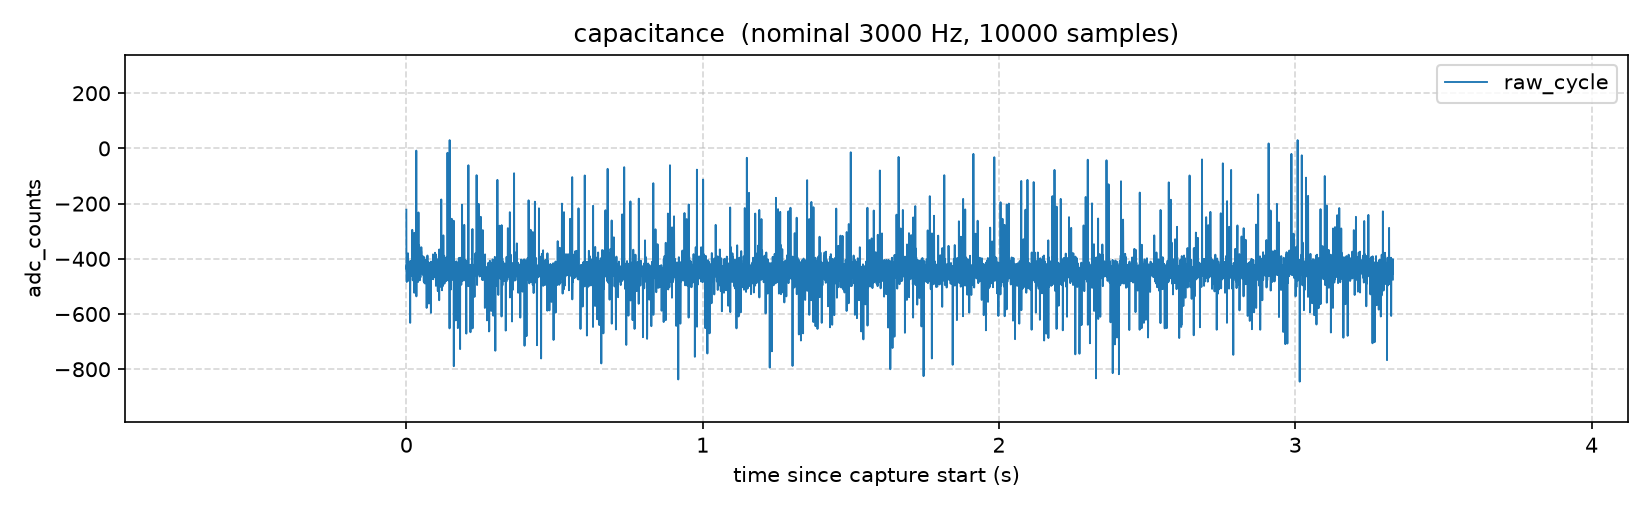 capacitance  (nominal 3000 Hz, 10000 samples)
raw_cycle
adc_counts
200
0
−200
−400
−600
−800
0 1 2 3 4
time since capture start (s)